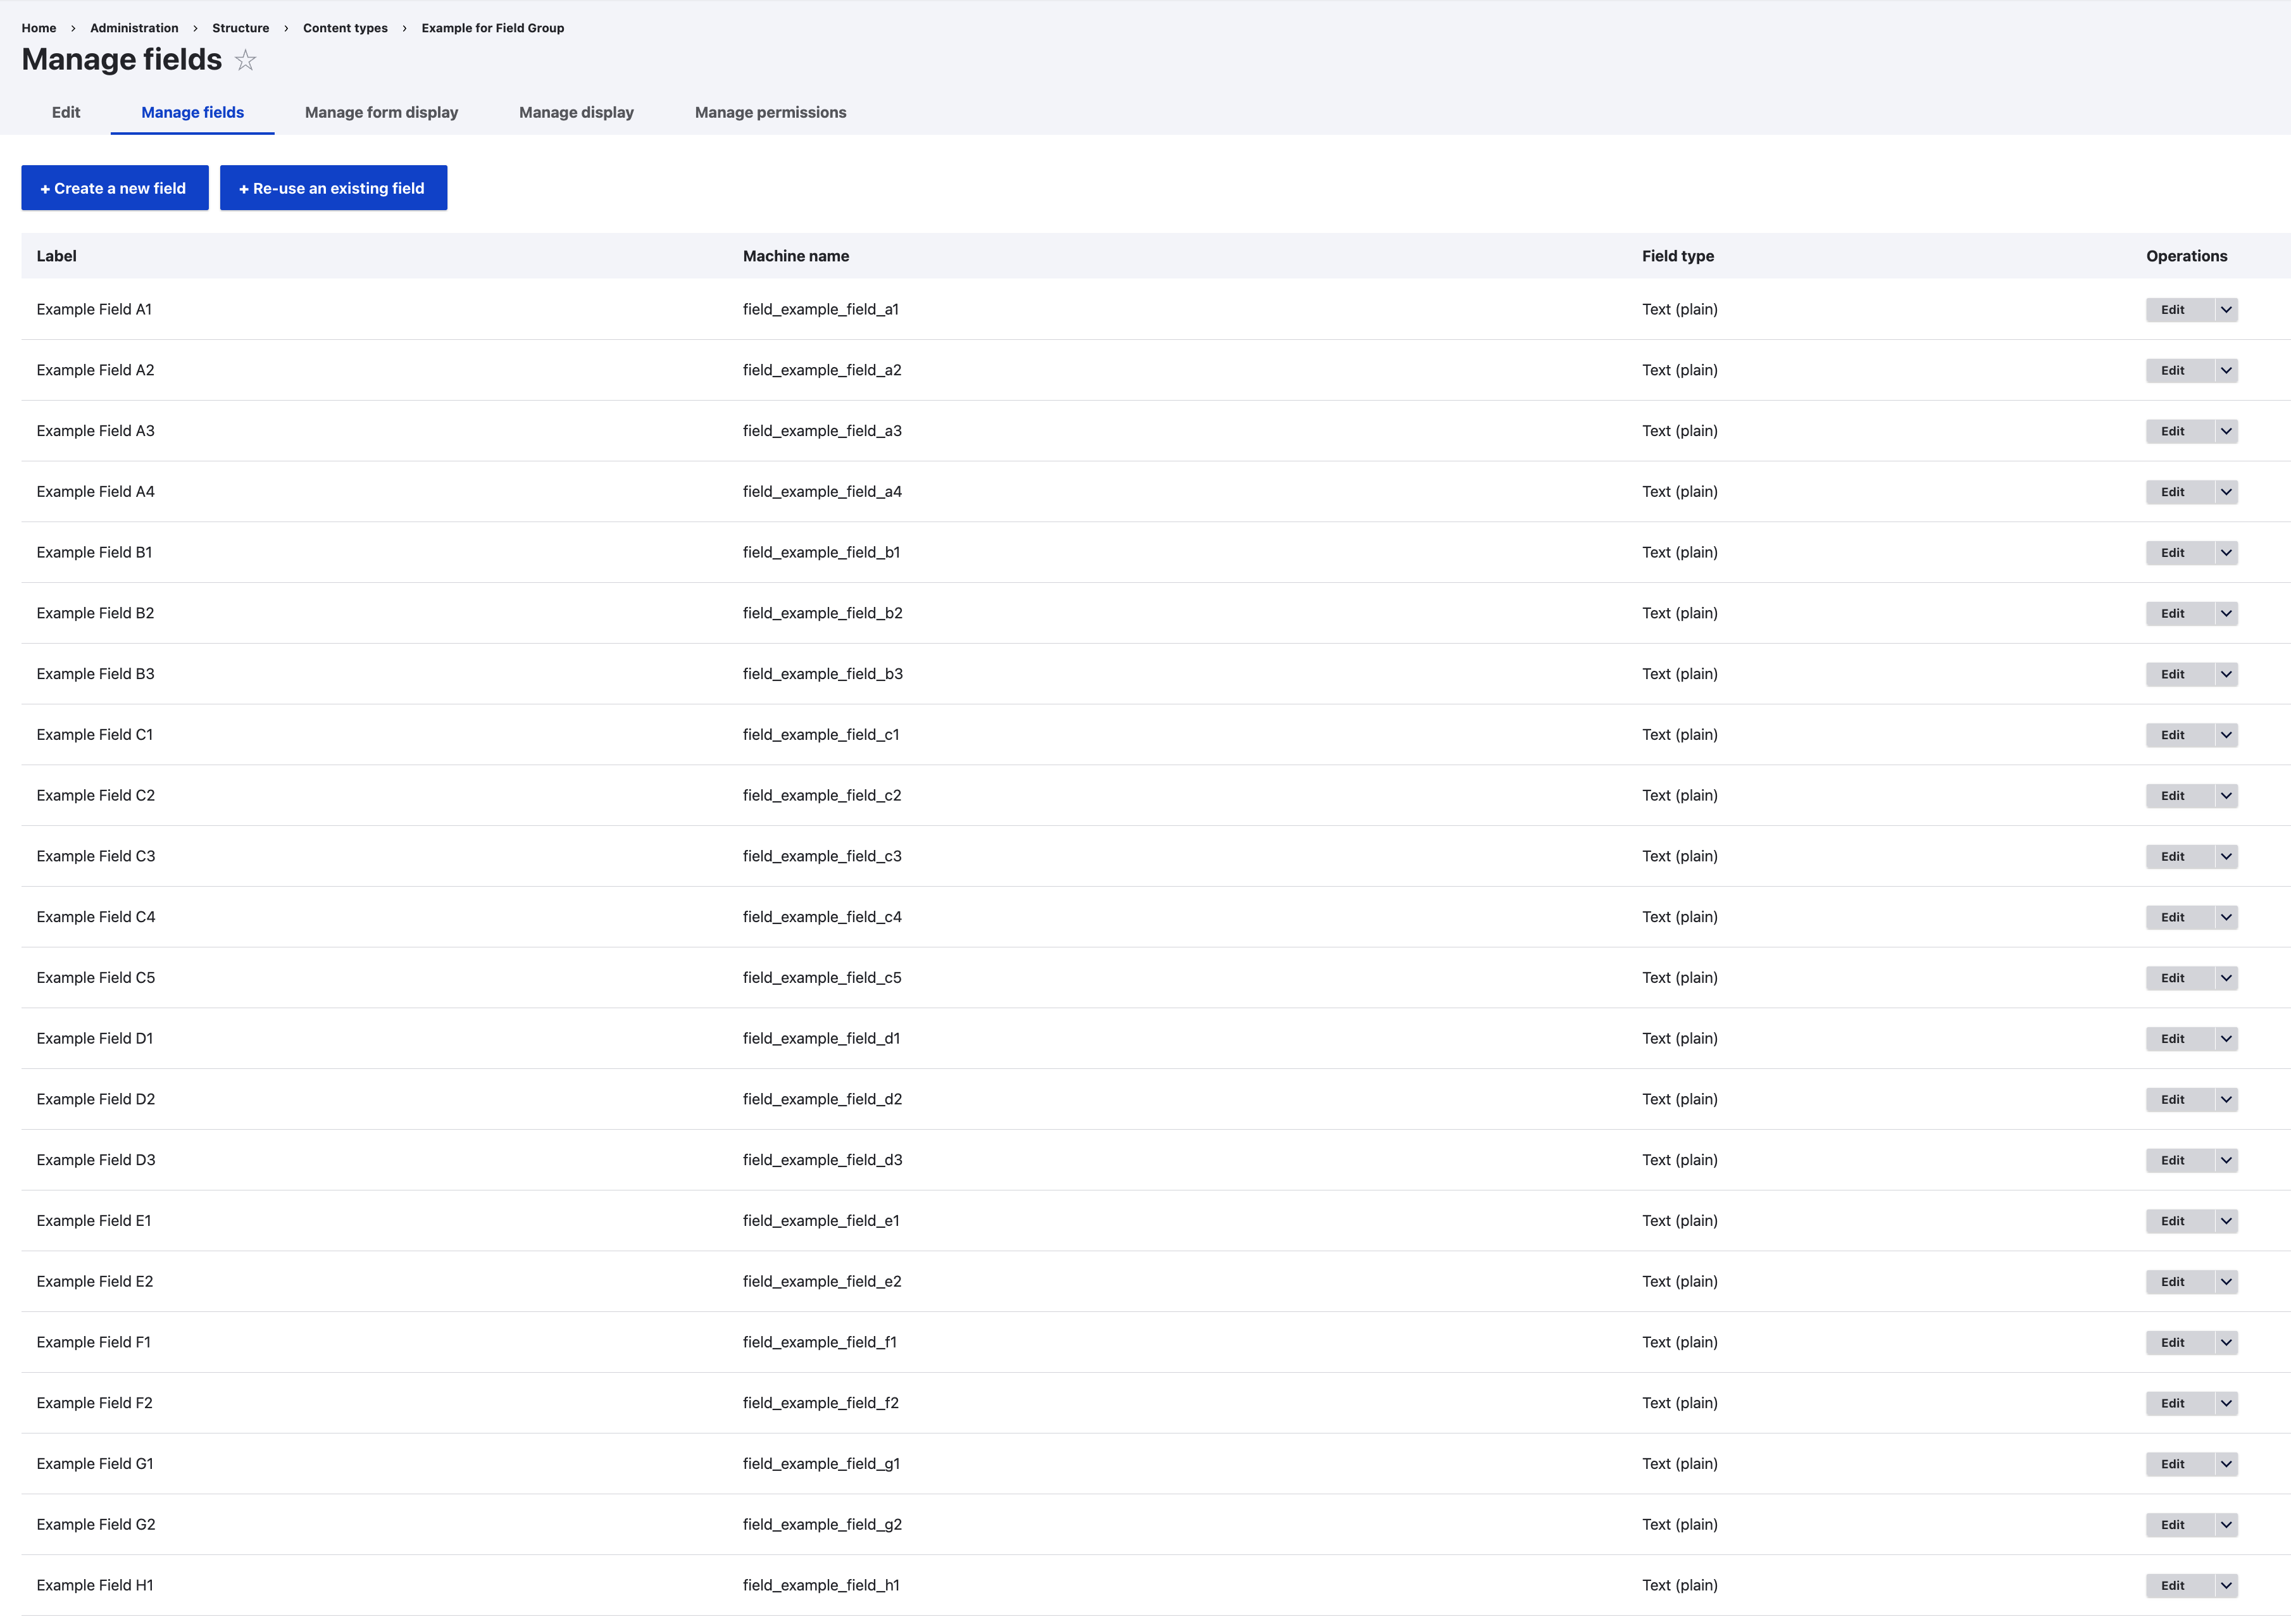 Home › Administration › Structure › Content types › Example for Field Group
Manage fields
Edit Manage fields Manage form display Manage display Manage permissions
+ Create a new field + Re-use an existing field
Label Machine name Field type Operations
Example Field A1 field_example_field_a1 Text (plain) Edit
Example Field A2 field_example_field_a2 Text (plain) Edit
Example Field A3 field_example_field_a3 Text (plain) Edit
Example Field A4 field_example_field_a4 Text (plain) Edit
Example Field B1 field_example_field_b1 Text (plain) Edit
Example Field B2 field_example_field_b2 Text (plain) Edit
Example Field B3 field_example_field_b3 Text (plain) Edit
Example Field C1 field_example_field_c1 Text (plain) Edit
Example Field C2 field_example_field_c2 Text (plain) Edit
Example Field C3 field_example_field_c3 Text (plain) Edit
Example Field C4 field_example_field_c4 Text (plain) Edit
Example Field C5 field_example_field_c5 Text (plain) Edit
Example Field D1 field_example_field_d1 Text (plain) Edit
Example Field D2 field_example_field_d2 Text (plain) Edit
Example Field D3 field_example_field_d3 Text (plain) Edit
Example Field E1 field_example_field_e1 Text (plain) Edit
Example Field E2 field_example_field_e2 Text (plain) Edit
Example Field F1 field_example_field_f1 Text (plain) Edit
Example Field F2 field_example_field_f2 Text (plain) Edit
Example Field G1 field_example_field_g1 Text (plain) Edit
Example Field G2 field_example_field_g2 Text (plain) Edit
Example Field H1 field_example_field_h1 Text (plain) Edit